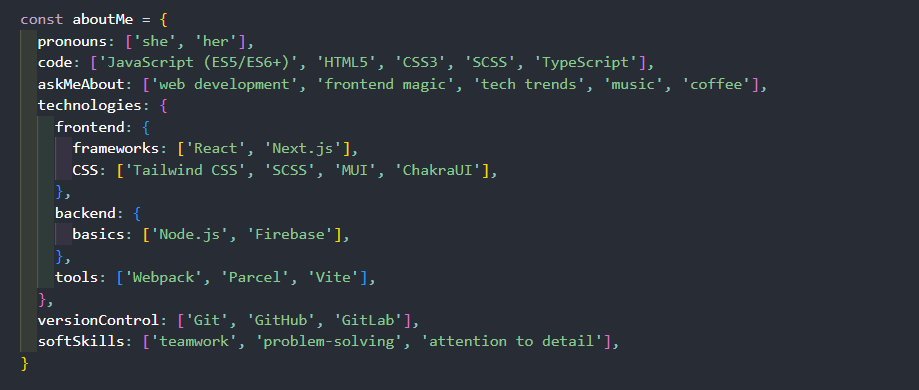 const aboutMe = {
pronouns: ['she', 'her'],
code: ['JavaScript (ES5/ES6+)', 'HTML5', 'CSS3', 'SCSS', 'TypeScript'],
askMeAbout: ['web development', 'frontend magic', 'tech trends', 'music', 'coffee'],
technologies: {
frontend: {
frameworks: ['React', 'Next.js'],
CSS: ['Tailwind CSS', 'SCSS', 'MUI', 'ChakraUI'],
},
backend: {
basics: ['Node.js', 'Firebase'],
},
tools: ['Webpack', 'Parcel', 'Vite'],
},
versionControl: ['Git', 'GitHub', 'GitLab'],
softSkills: ['teamwork', 'problem-solving', 'attention to detail'],
}